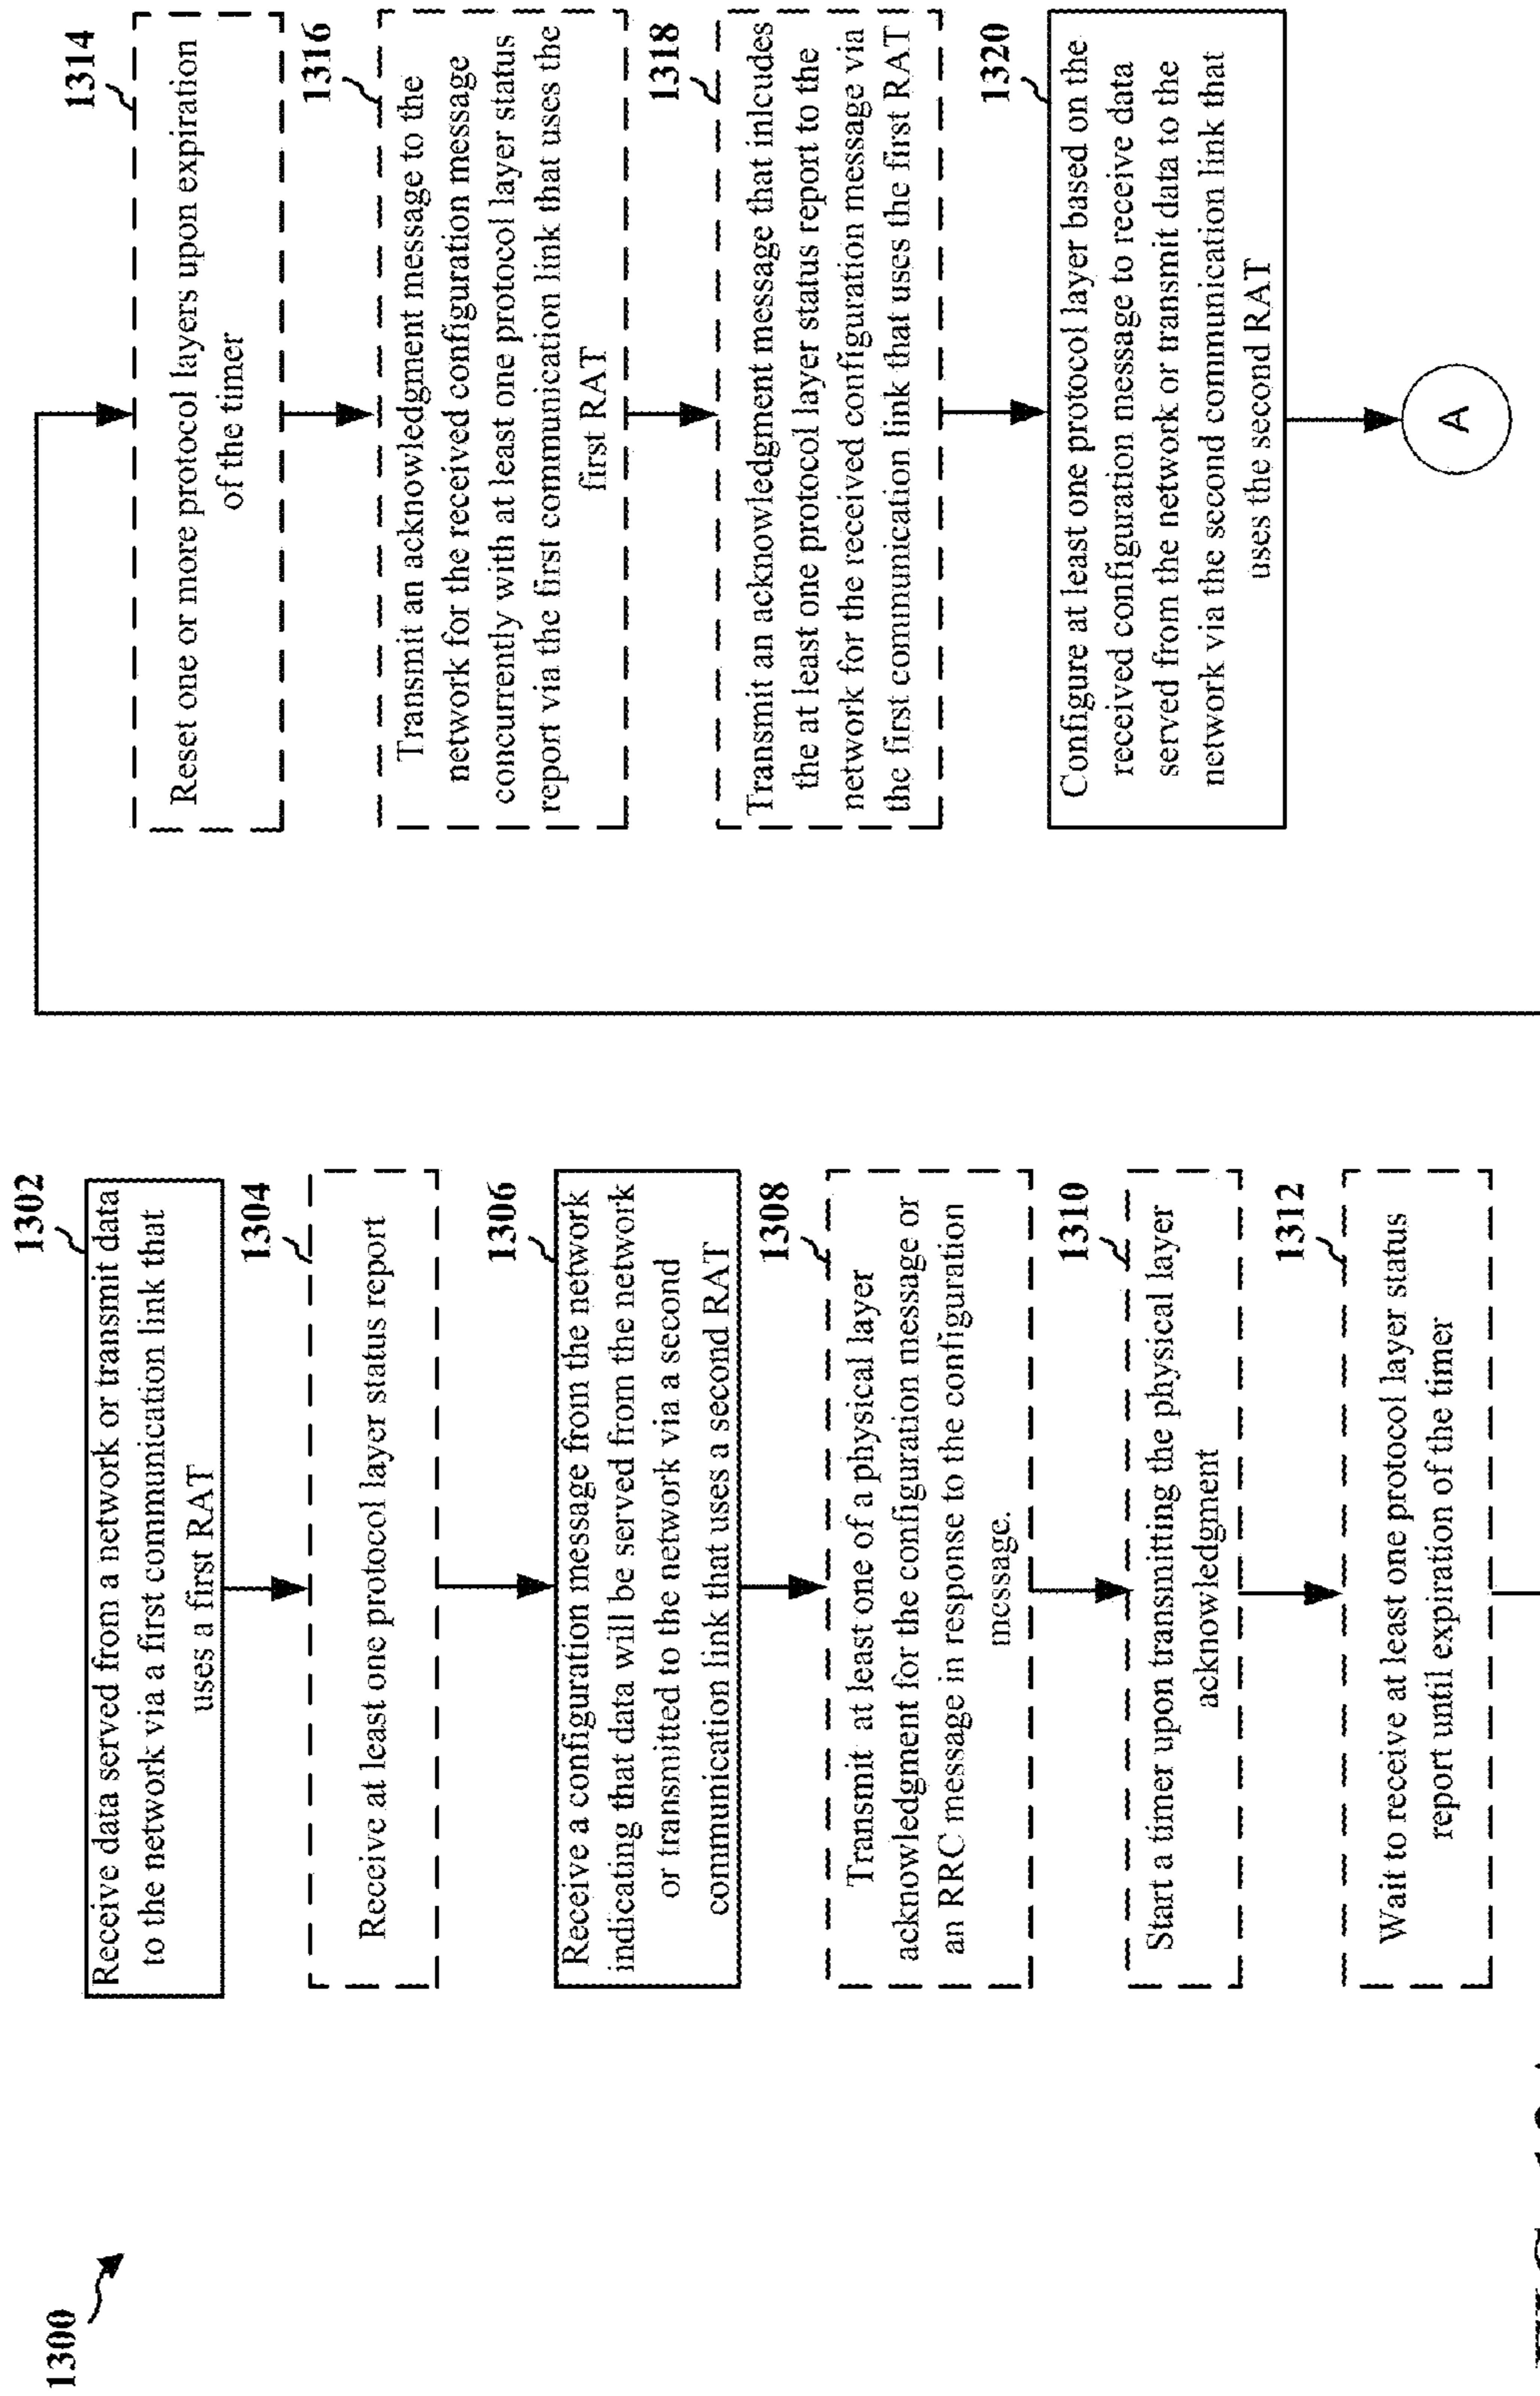 1300
1302
Receive data served from a network or transmit data
to the network via a first communication link that
uses a first RAT
1304
Receive at least one protocol layer status report
1306
Receive a configuration message from the network
indicating that data will be served from the network
or transmitted to the network via a second
communication link that uses a second RAT
1308
Transmit at least one of a physical layer
acknowledgment for the configuration message or
an RRC message in response to the configuration
message.
1310
Start a timer upon transmitting the physical layer
acknowledgment
1312
Wait to receive at least one protocol layer status
report until expiration of the timer
1314
Reset one or more protocol layers upon expiration
of the timer
1316
Transmit an acknowledgment message to the
network for the received configuration message
concurrently with at least one protocol layer status
report via the first communication link that uses the
first RAT
1318
Transmit an acknowledgment message that inlcudes
the at least one protocol layer status report to the
network for the received configuration message via
the first communication link that uses the first RAT
1320
Configure at least one protocol layer based on the
received configuration message to receive data
served from the network or transmit data to the
network via the second communication link that
uses the second RAT
A